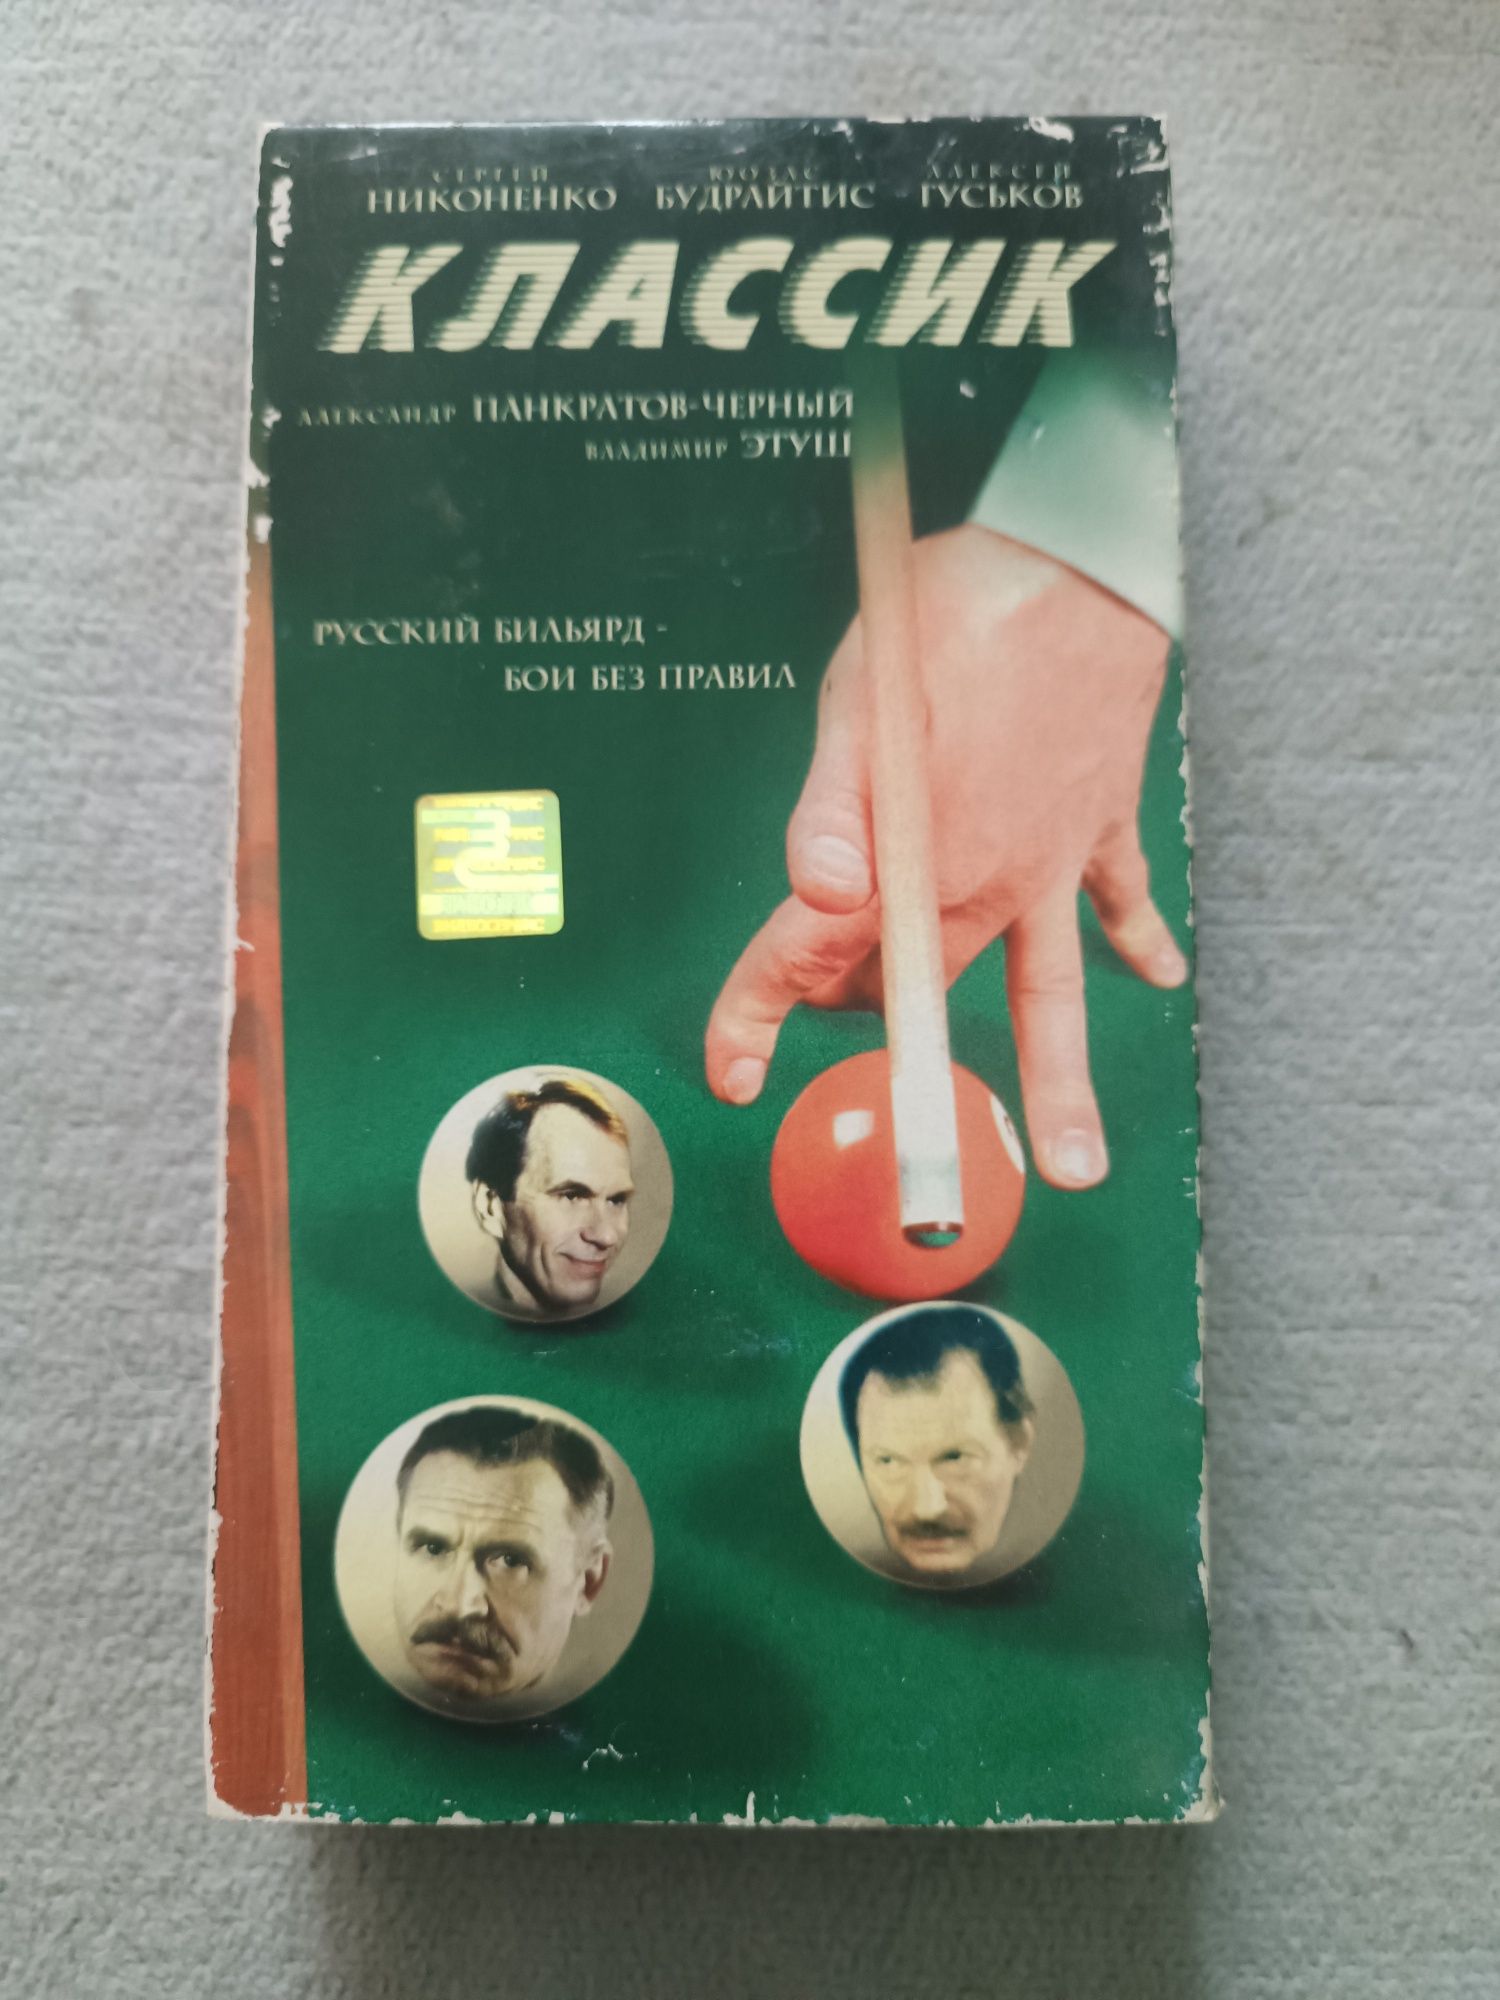 СЕРГЕЙ ЮОЗАС АЛЕКСЕЙ
НИКОНЕНКО БУДРАЙТИС ГУСЬКОВ
КЛАССИК
АЛЕКСАНДР ПАНКРАТОВ-ЧЕРНЫЙ
ВЛАДИМИР ЭТУШ
РУССКИЙ БИЛЬЯРД -
БОИ БЕЗ ПРАВИЛ